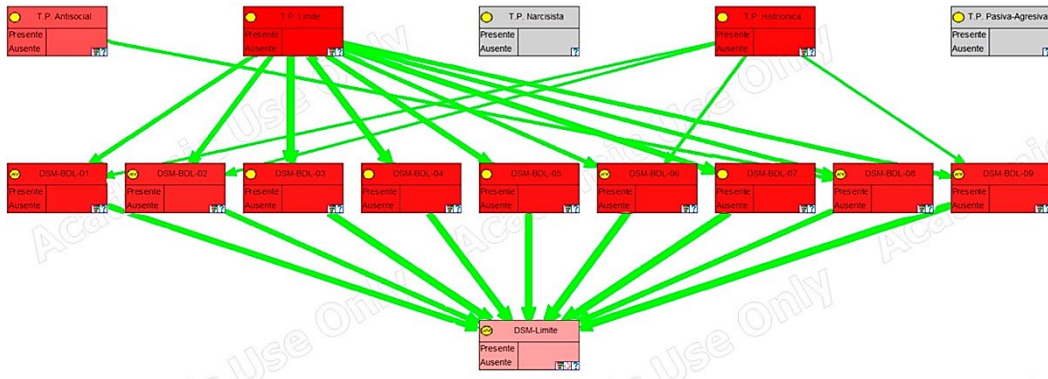 T.P. Antisocial
Presente
Ausente
T.P. Limite
Presente
Ausente
T.P. Narcisista
Presente
Ausente
T.P. Histrionica
Presente
Ausente
T.P. Pasiva-Agresiva
Presente
Ausente
DSM-BDL-01
Presente
Ausente
DSM-BDL-02
Presente
Ausente
DSM-BDL-03
Presente
Ausente
DSM-BDL-04
Presente
Ausente
DSM-BDL-05
Presente
Ausente
DSM-BDL-06
Presente
Ausente
DSM-BDL-07
Presente
Ausente
DSM-BDL-08
Presente
Ausente
DSM-BDL-09
Presente
Ausente
DSM-Limite
Presente
Ausente
Academic Use Only